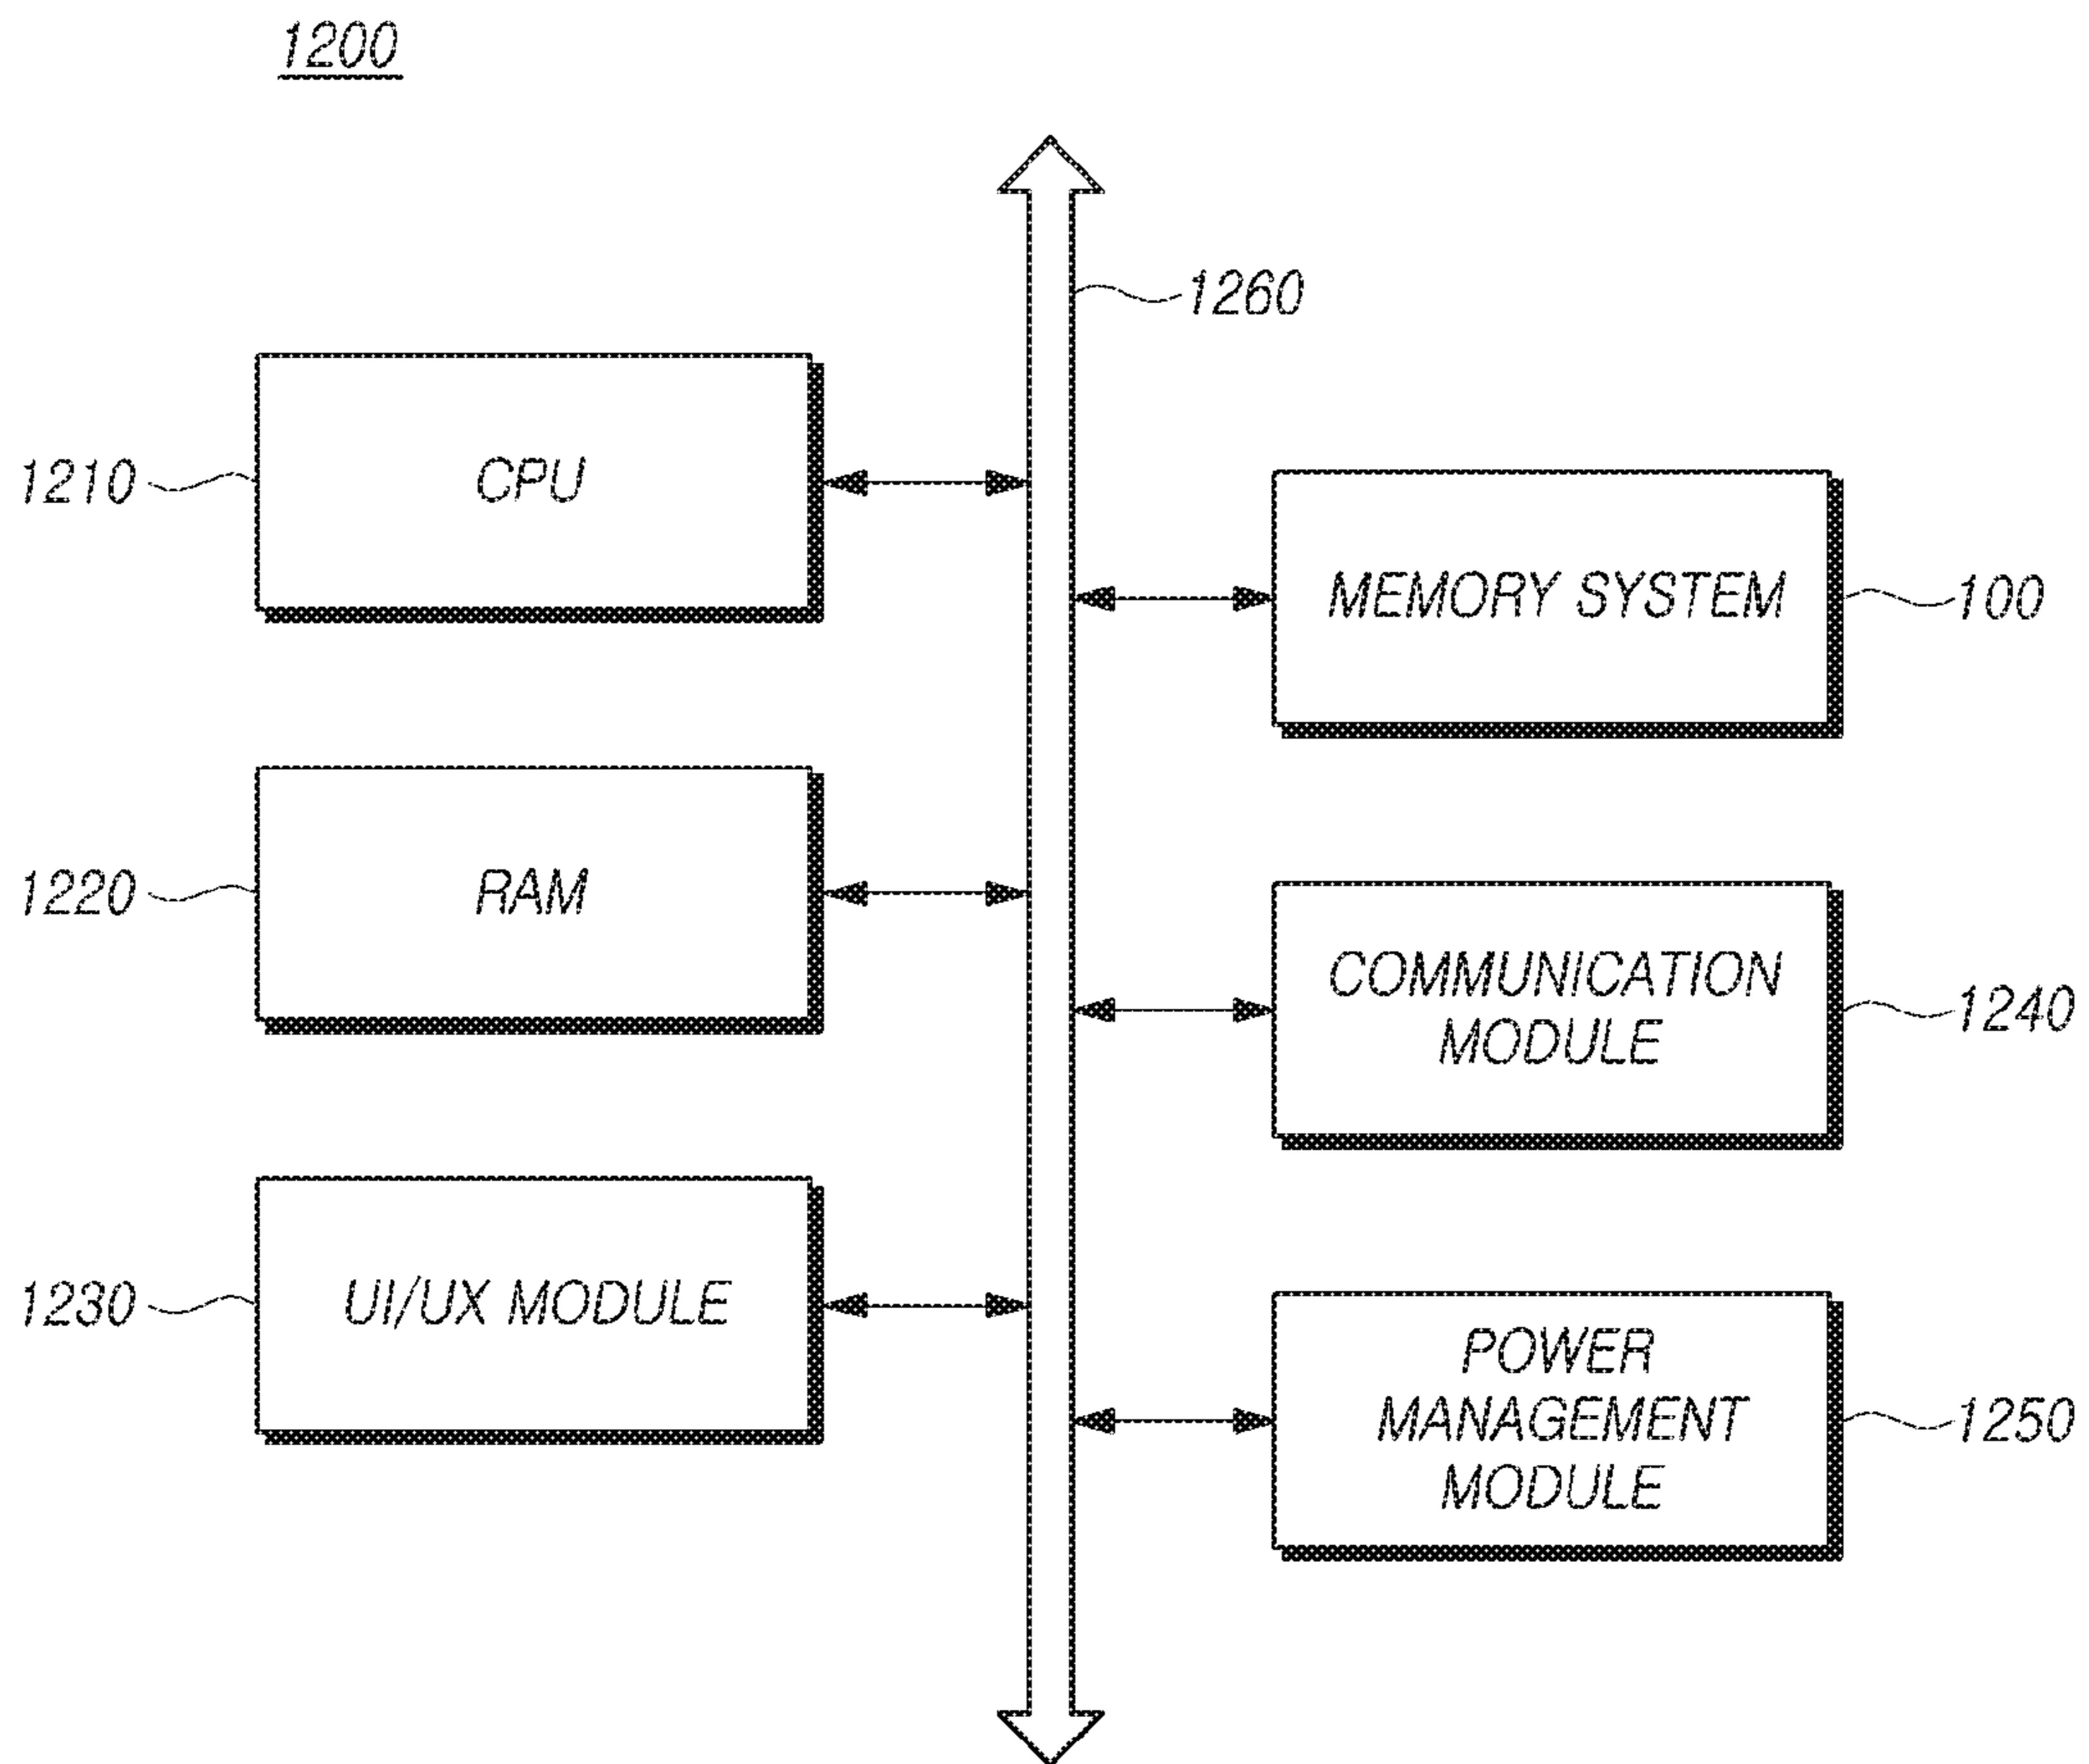 1200
1260
1210
CPU
MEMORY SYSTEM
100
1220
RAM
COMMUNICATION
MODULE
1240
1230
UI/UX MODULE
POWER
MANAGEMENT
MODULE
1250